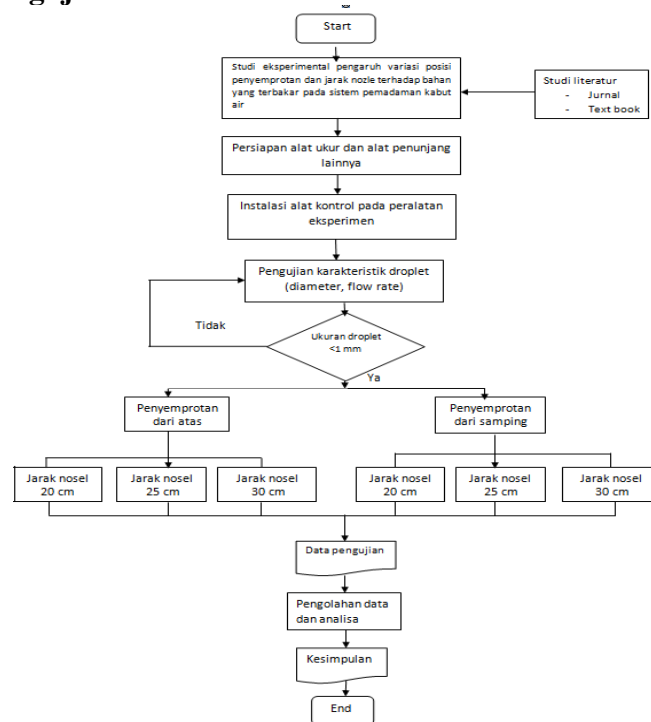 Start
Studi eksperimental pengaruh variasi posisi
penyemprotan dan jarak nozle terhadap bahan
yang terbakar pada sistem pemadaman kabut
air
Studi literatur
- Jurnal
- Text book
Persiapan alat ukur dan alat penunjang
lainnya
Instalasi alat kontrol pada peralatan
eksperimen
Pengujian karakteristik droplet
(diameter, flow rate)
Tidak
Ukuran droplet
<1 mm
Ya
Penyemprotan
dari atas
Penyemprotan
dari samping
Jarak nosel
20 cm
Jarak nosel
25 cm
Jarak nosel
30 cm
Jarak nosel
20 cm
Jarak nosel
25 cm
Jarak nosel
30 cm
Data pengujian
Pengolahan data
dan analisa
Kesimpulan
End